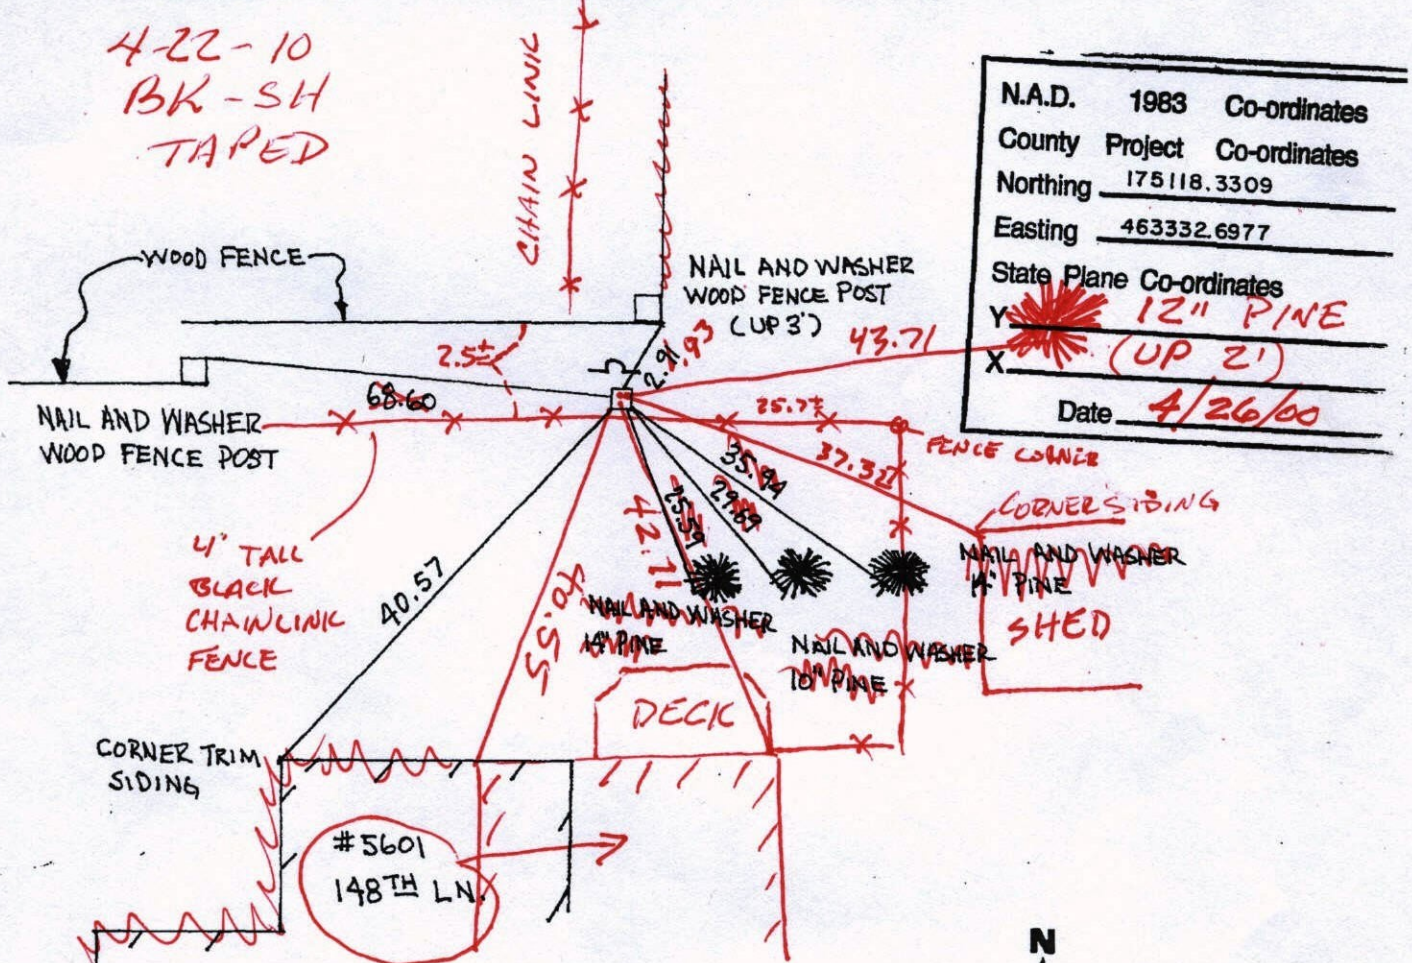 4-22-10
BK-SH
TAPED
CHAIN LINK
N.A.D. 1983 Co-ordinates
County Project Co-ordinates
Northing 175118.3309
Easting 463332.6977
State Plane Co-ordinates
Y 12" PINE
X (UP 2')
Date 4/26/00
WOOD FENCE
NAIL AND WASHER
WOOD FENCE POST
(UP 3')
2.5±
2.91
.93
43.71
68.60
25.7±
NAIL AND WASHER
WOOD FENCE POST
FENCE CORNER
35.94
37.32
29.69
25.59
42.71
CORNER SIDING
4' TALL
BLACK
CHAINLINK
FENCE
40.57
40.55
NAIL AND WASHER
14" PINE
NAIL AND WASHER
14" PINE
SHED
NAIL AND WASHER
10" PINE
DECK
CORNER TRIM
SIDING
#5601
148TH LN.
N